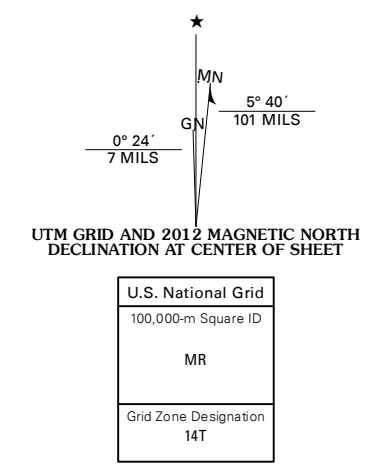 ★
MN
GN
5° 40´
101 MILS
0° 24´
7 MILS
UTM GRID AND 2012 MAGNETIC NORTH
DECLINATION AT CENTER OF SHEET
U.S. National Grid
100,000-m Square ID
MR
Grid Zone Designation
14T